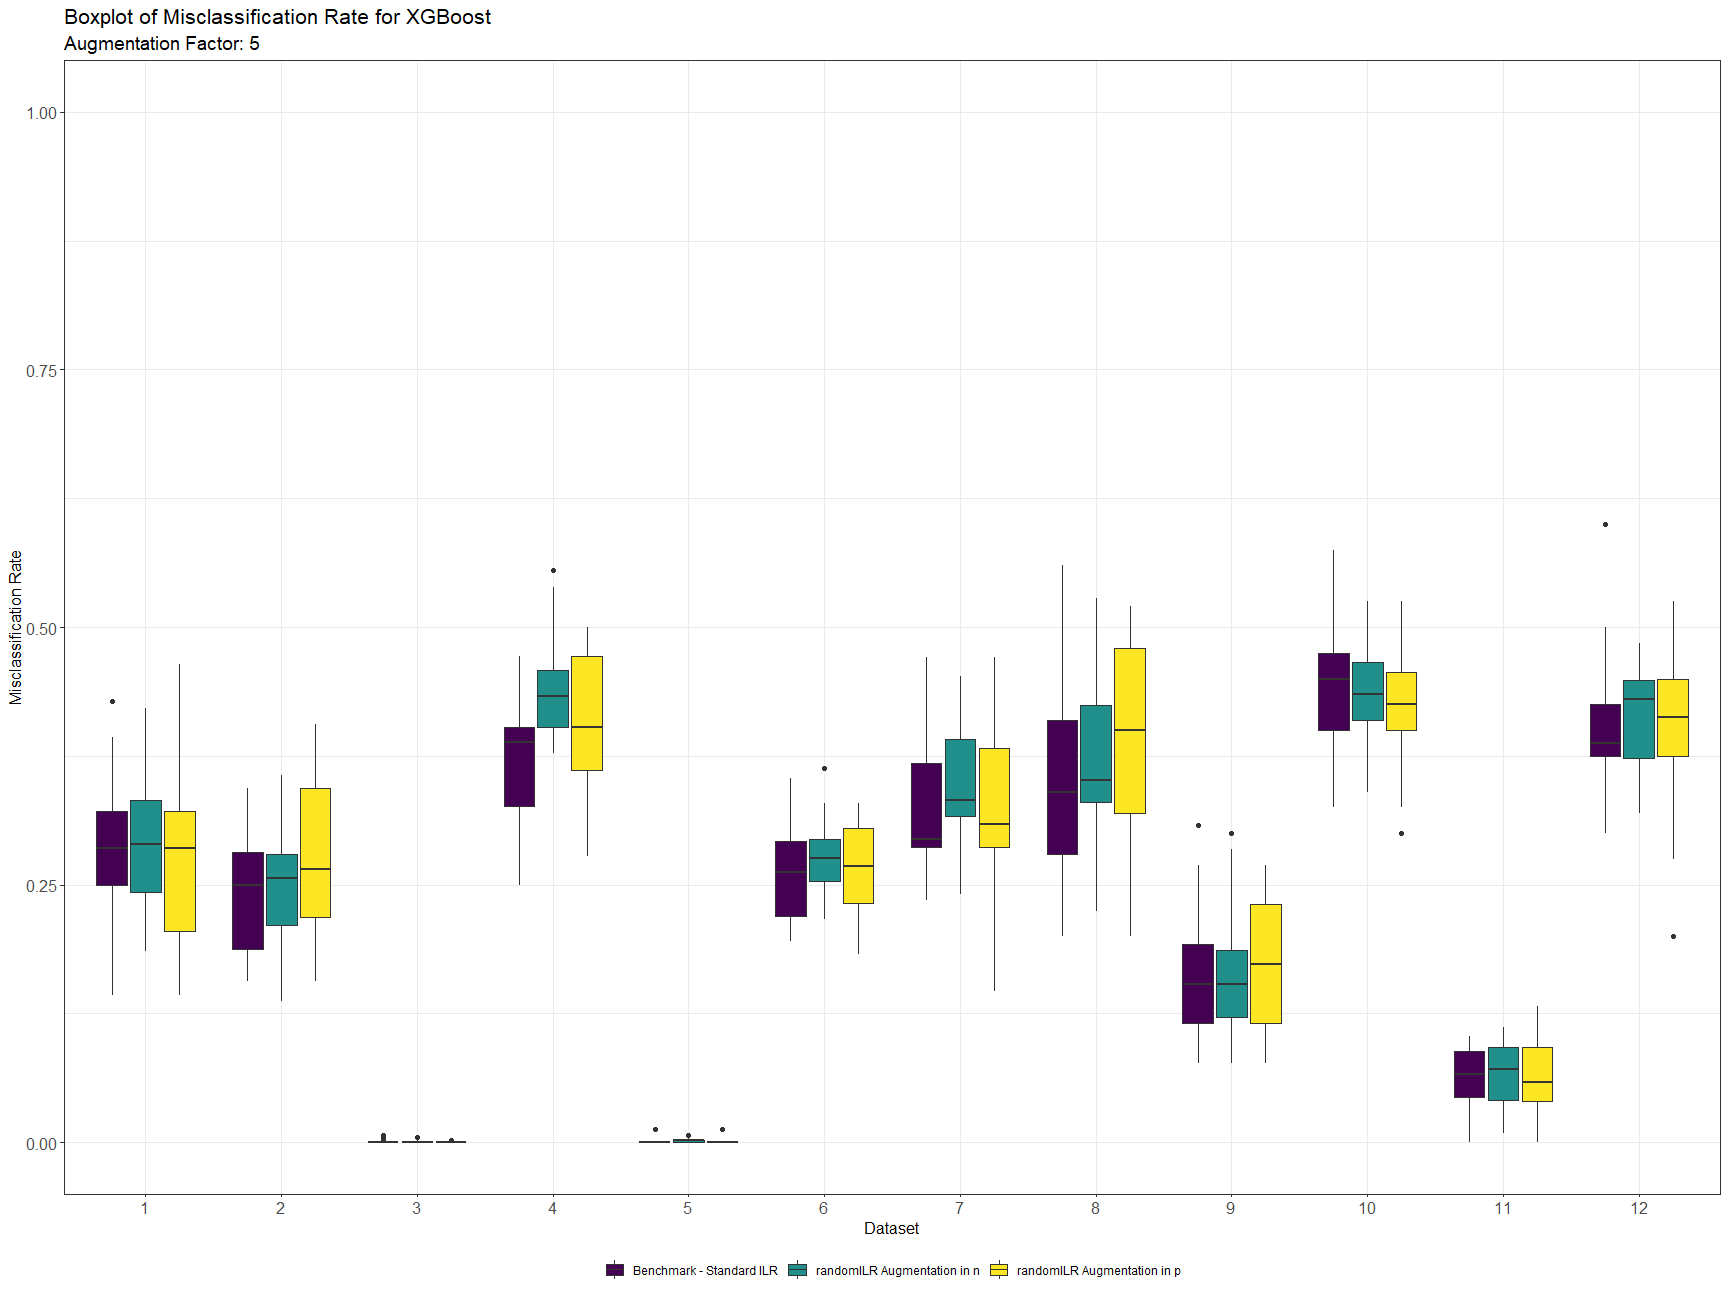 Boxplot of Misclassification Rate for XGBoost
Augmentation Factor: 5
1.00
0.75
0.50
0.25
0.00
Misclassification Rate
1 2 3 4 5 6 7 8 9 10 11 12
Dataset
Benchmark - Standard ILR randomILR Augmentation in n randomILR Augmentation in p